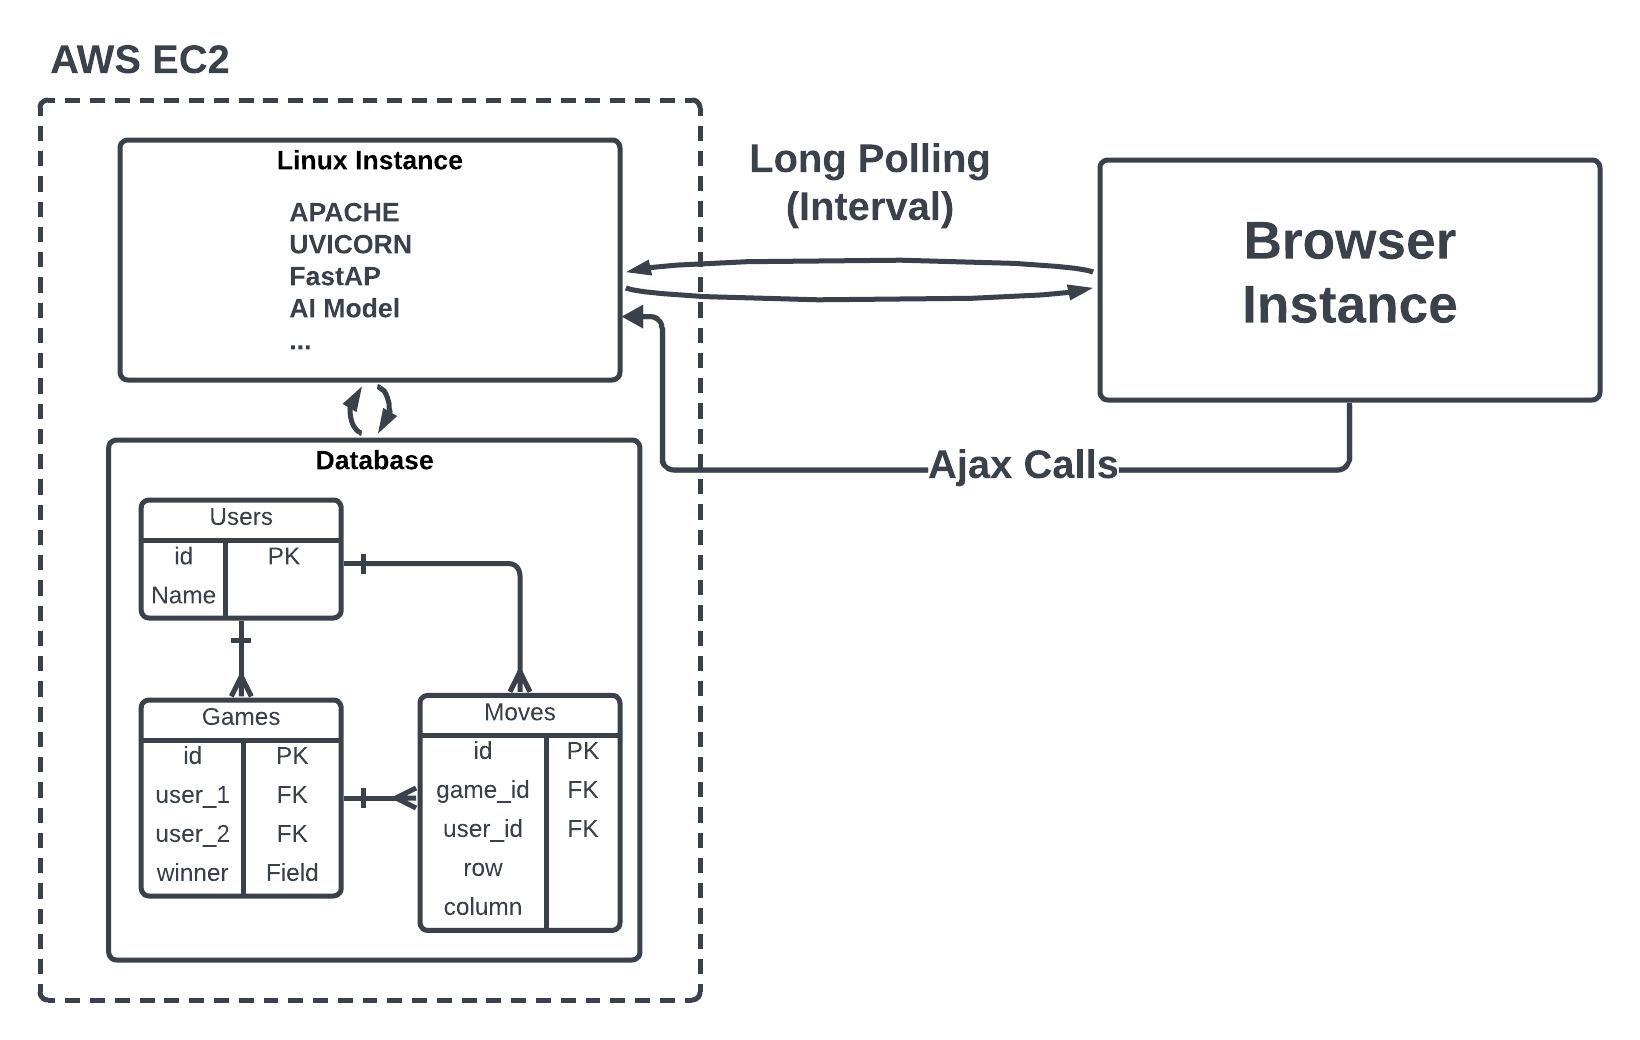 AWS EC2
Linux Instance
APACHE
UVICORN
FastAP
AI Model
...
Long Polling
(Interval)
Browser
Instance
Ajax Calls
Database
Users
id PK
Name
Games
id PK
user_1 FK
user_2 FK
winner Field
Moves
id PK
game_id FK
user_id FK
row
column